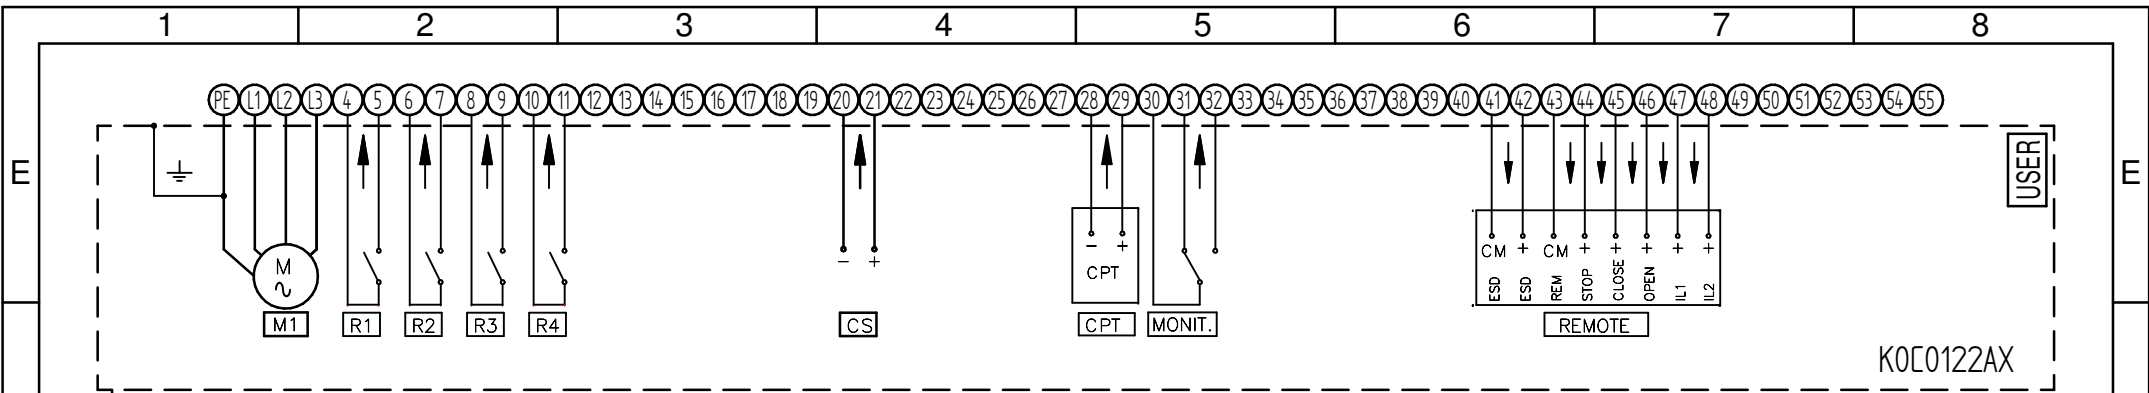 1 2 3 4 5 6 7 8
PE L1 L2 L3 4 5 6 7 8 9 10 11 12 13 14 15 16 17 18 19 20 21 22 23 24 25 26 27 28 29 30 31 32 33 34 35 36 37 38 39 40 41 42 43 44 45 46 47 48 49 50 51 52 53 54 55
E
USER
E
- +
CM + CM + + + + +
M
- +
CPT
ESD ESD REM STOP CLOSE OPEN IL1 IL2
M1 R1 R2 R3 R4 CS CPT MONIT. REMOTE
K0C0122AX